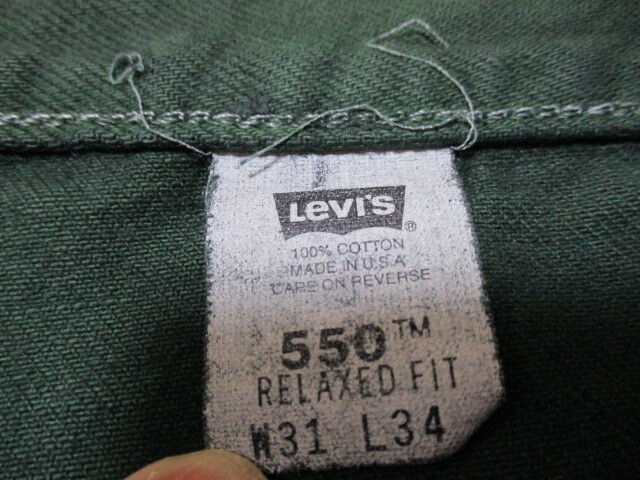 Levi's ®
100% COTTON
MADE IN U.S.A
CARE ON REVERSE
550™
RELAXED FIT
W31 L34